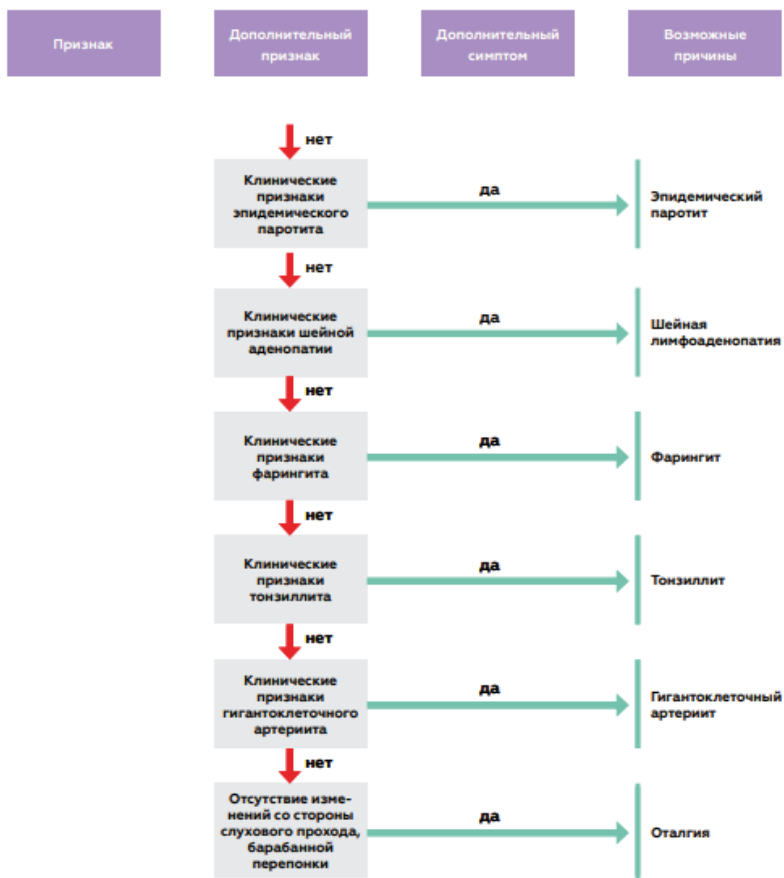 Признак
Дополнительный
признак
Дополнительный
симптом
Возможные
причины
нет
Клинические
признаки
эпидемического
паротита
да
Эпидемический
паротит
нет
Клинические
признаки шейной
аденопатии
да
Шейная
лимфоаденопатия
нет
Клинические
признаки
фарингита
да
Фарингит
нет
Клинические
признаки
тонзиллита
да
Тонзиллит
нет
Клинические
признаки
гигантоклеточного
артериита
да
Гигантоклеточный
артериит
нет
Отсутствие изме-
нений со стороны
слухового прохода,
барабанной
перепонки
да
Оталгия